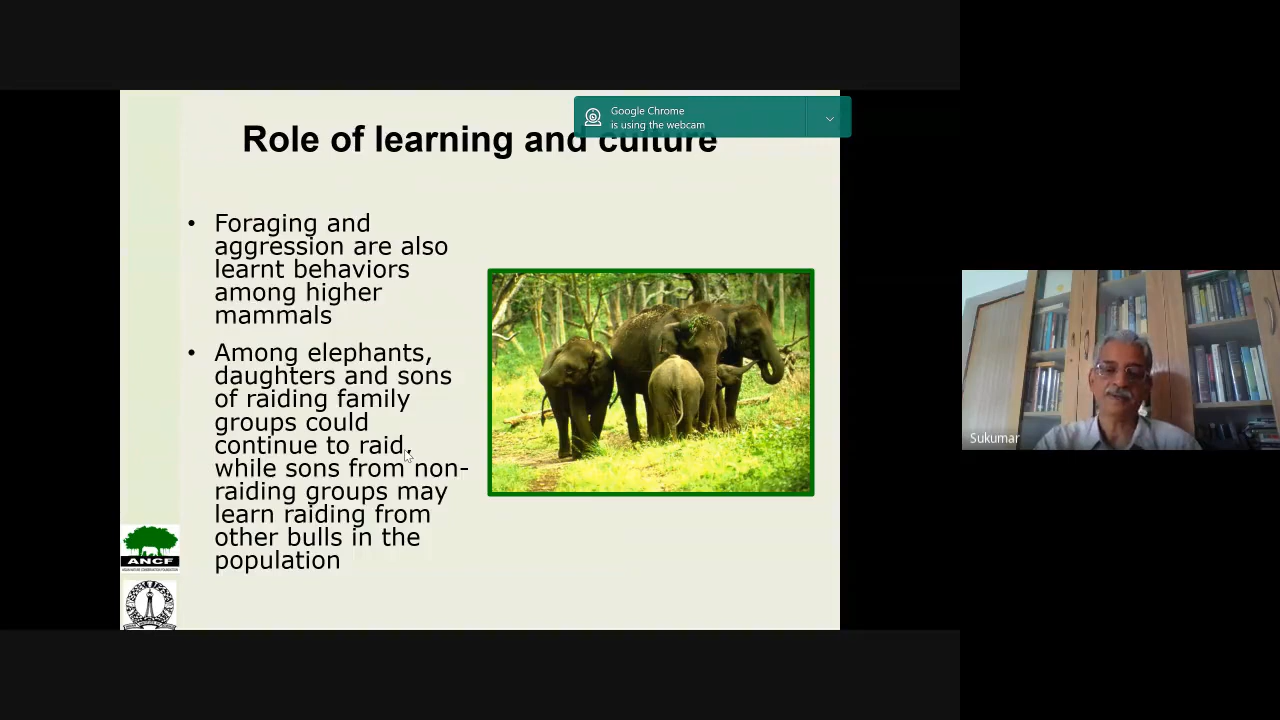 Google Chrome
is using the webcam
Role of learning and culture
• Foraging and
aggression are also
learnt behaviors
among higher
mammals
• Among elephants,
daughters and sons
of raiding family
groups could
continue to raid,
while sons from non-
raiding groups may
learn raiding from
other bulls in the
population
ANCF
Sukumar